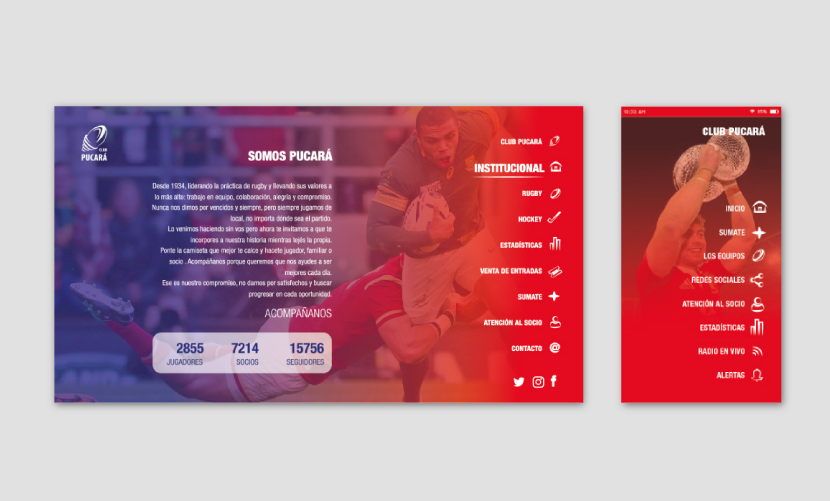 CLUB
PUCARÁ
SOMOS PUCARÁ
Desde 1934, liderando la práctica de rugby y llevando sus valores a
lo más alto: trabajo en equipo, colaboración, alegría y compromiso.
Nunca nos dimos por vencidos y siempre, pero siempre jugamos de
local, no importa dónde sea el partido.
Lo venimos haciendo sin vos pero ahora te invitamos a que te
incorpores a nuestra historia mientras tejés la propia.
Ponte la camiseta que mejor te calce y hacete jugador, familiar o
socio . Acompáñanos porque queremos que nos ayudes a ser
mejores cada día.
Ese es nuestro compromiso, no darnos por satisfechos y buscar
progresar en cada oportunidad.
ACOMPÁÑANOS
2855 7214 15756
JUGADORES SOCIOS SEGUIDORES
CLUB PUCARÁ
INSTITUCIONAL
RUGBY
HOCKEY
ESTADÍSTICAS
VENTA DE ENTRADAS
SUMATE
ATENCIÓN AL SOCIO
CONTACTO
CLUB PUCARÁ
INICIO
SUMATE
LOS EQUIPOS
REDES SOCIALES
ATENCIÓN AL SOCIO
ESTADÍSTICAS
RADIO EN VIVO
ALERTAS